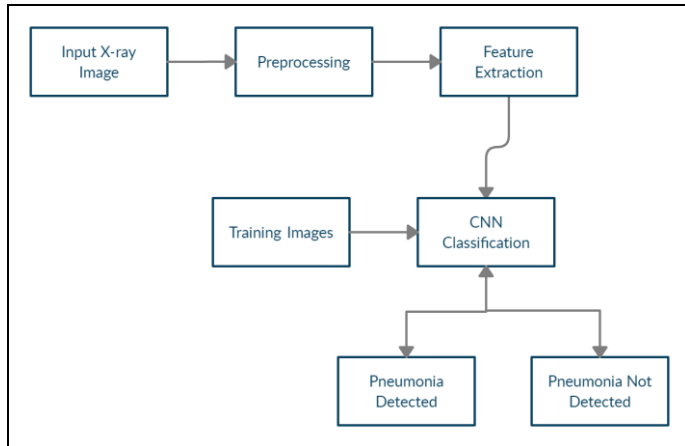 Input X-ray
Image
Preprocessing
Feature
Extraction
Training Images
CNN
Classification
Pneumonia
Detected
Pneumonia Not
Detected